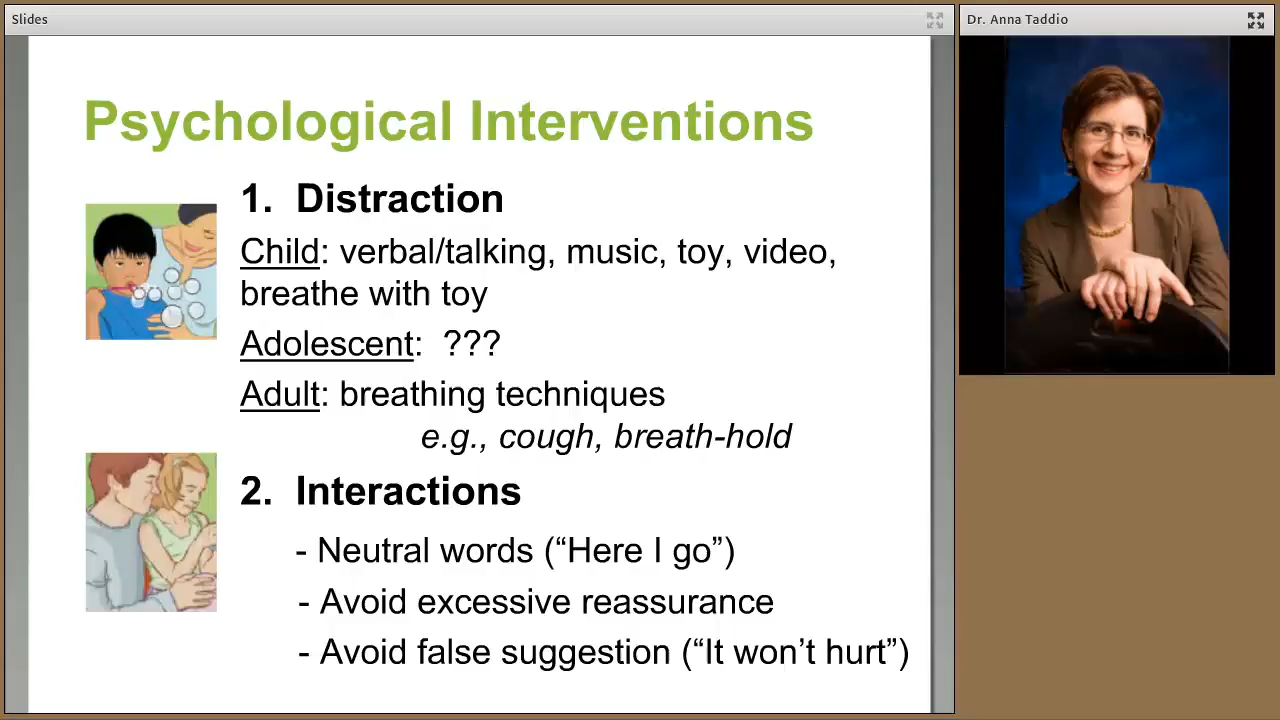 Slides
Dr. Anna Taddio
Psychological Interventions
1. Distraction
Child: verbal/talking, music, toy, video,
breathe with toy
Adolescent: ???
Adult: breathing techniques
e.g., cough, breath-hold
2. Interactions
- Neutral words (“Here I go”)
- Avoid excessive reassurance
- Avoid false suggestion (“It won’t hurt”)